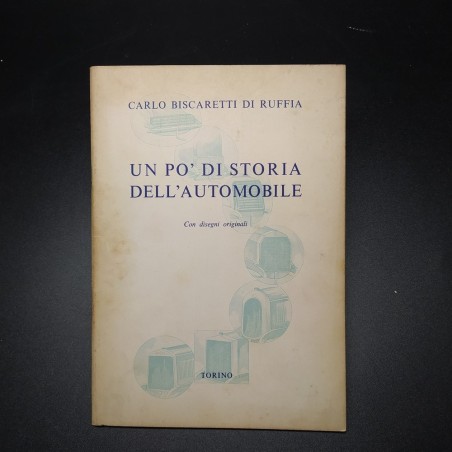 CARLO BISCARETTI DI RUFFIA
UN PO' DI STORIA
DELL'AUTOMOBILE
Con disegni originali
TORINO